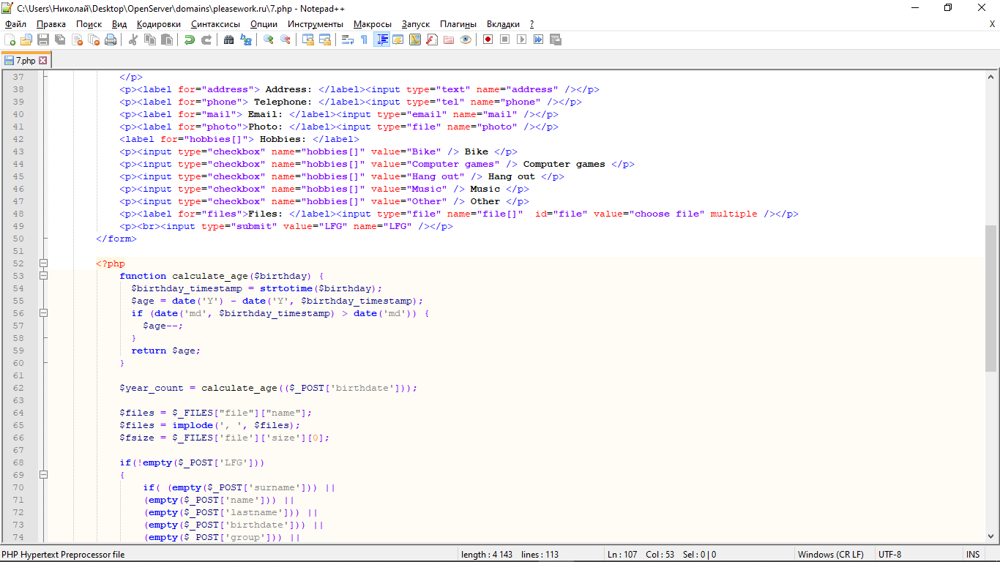 C:\Users\Николай\Desktop\OpenServer\domains\pleasework.ru\7.php - Notepad++
Файл Правка Поиск Вид Кодировки Синтаксисы Опции Инструменты Макросы Запуск Плагины Вкладки ? X
7.php
37 </p>
38 <p><label for="address"> Address: </label><input type="text" name="address" /></p>
39 <p><label for="phone"> Telephone: </label><input type="tel" name="phone" /></p>
40 <p><label for="mail"> Email: </label><input type="email" name="mail" /></p>
41 <p><label for="photo">Photo: </label><input type="file" name="photo" /></p>
42 <label for="hobbies[]"> Hobbies: </label>
43 <p><input type="checkbox" name="hobbies[]" value="Bike" /> Bike </p>
44 <p><input type="checkbox" name="hobbies[]" value="Computer games" /> Computer games </p>
45 <p><input type="checkbox" name="hobbies[]" value="Hang out" /> Hang out </p>
46 <p><input type="checkbox" name="hobbies[]" value="Music" /> Music </p>
47 <p><input type="checkbox" name="hobbies[]" value="Other" /> Other </p>
48 <p><label for="files">Files: </label><input type="file" name="file[]"  id="file" value="choose file" multiple /></p>
49 <p><br><input type="submit" value="LFG" name="LFG" /></p>
50 </form>
51
52 <?php
53 function calculate_age($birthday) {
54 $birthday_timestamp = strtotime($birthday);
55 $age = date('Y') - date('Y', $birthday_timestamp);
56 if (date('md', $birthday_timestamp) > date('md')) {
57 $age--;
58 }
59 return $age;
60 }
61
62 $year_count = calculate_age(($_POST['birthdate']));
63
64 $files = $_FILES["file"]["name"];
65 $files = implode(', ', $files);
66 $fsize = $_FILES['file']['size'][0];
67
68 if(!empty($_POST['LFG']))
69 {
70 if( (empty($_POST['surname'])) ||
71 (empty($_POST['name'])) ||
72 (empty($_POST['lastname'])) ||
73 (empty($_POST['birthdate'])) ||
74 (empty($_POST['group'])) ||
PHP Hypertext Preprocessor file length : 4 143 lines : 113 Ln : 107 Col : 53 Sel : 0 | 0 Windows (CR LF) UTF-8 INS